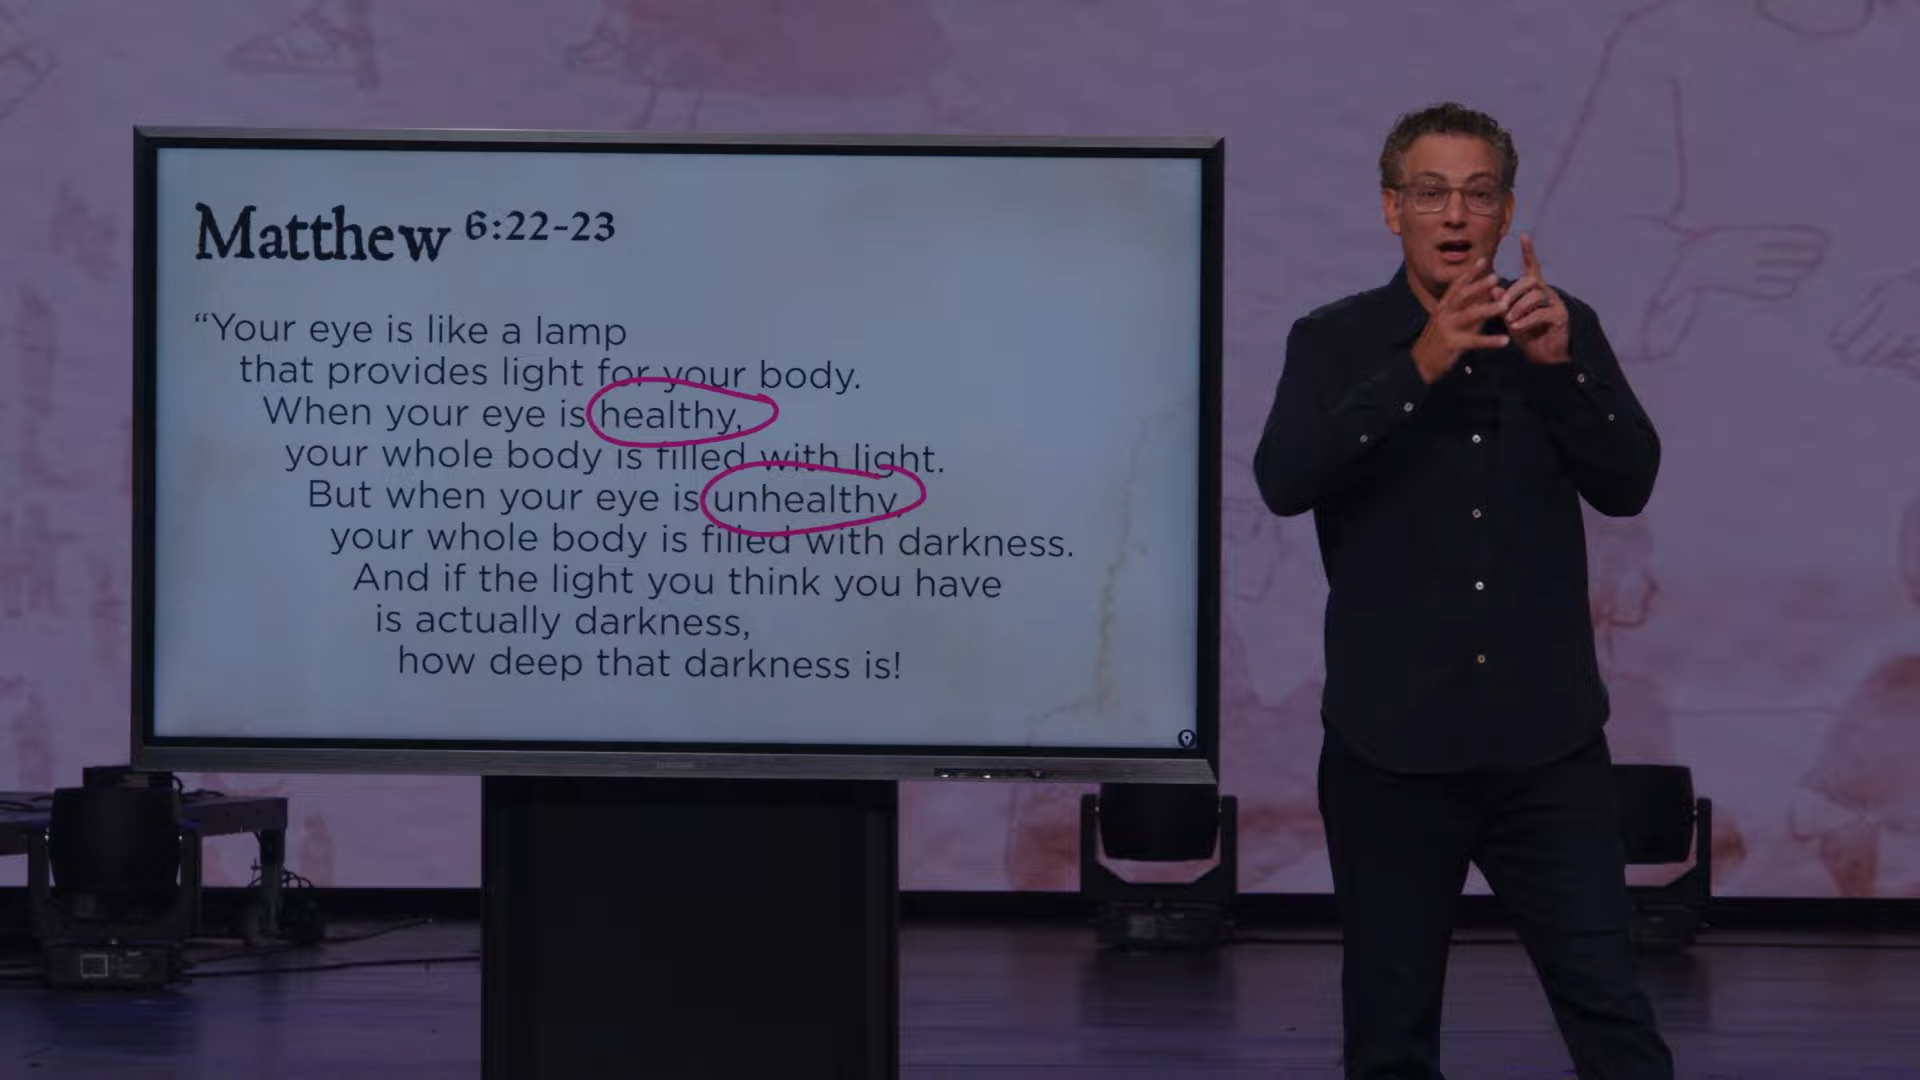 Matthew 6:22-23
“Your eye is like a lamp
that provides light for your body.
When your eye is healthy,
your whole body is filled with light.
But when your eye is unhealthy,
your whole body is filled with darkness.
And if the light you think you have
is actually darkness,
how deep that darkness is!